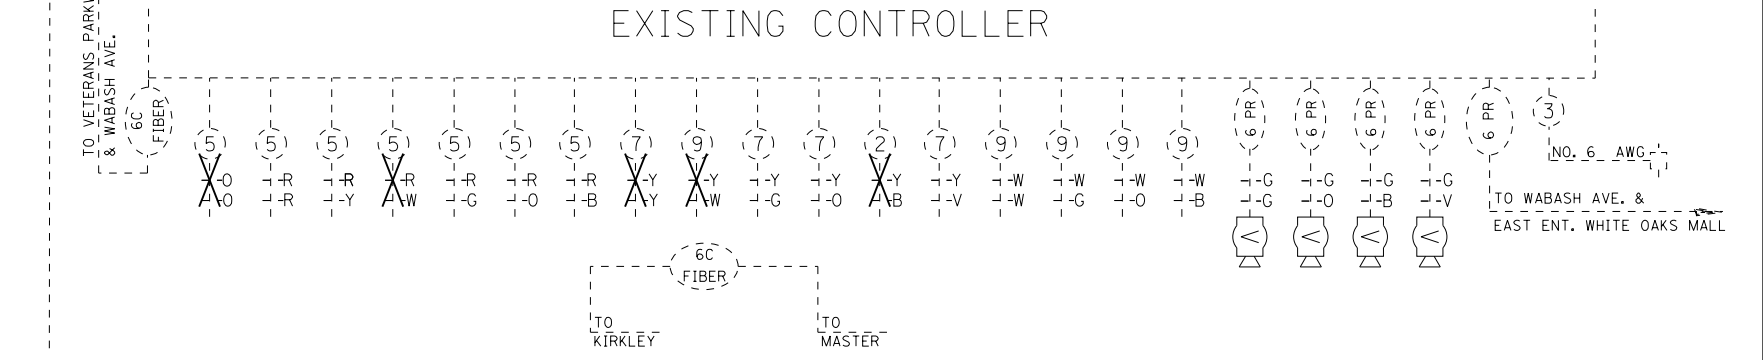 EXISTING CONTROLLER
TO VETERANS PARKW
& WABASH AVE.
6C
FIBER
5 5 5 5 5 5 5 7 9 7 7 2 7 9 9 9 9 6 PR 6 PR 6 PR 6 PR 6 PR 3
NO. 6 AWG
-O -R -R -R -R -R -R -Y -Y -Y -Y -Y -Y -W -W -W -W -G -G -G -G
-O -R -Y -W -G -O -B -Y -W -G -O -B -V -W -G -O -B -G -O -B -V
TO WABASH AVE. &
EAST ENT. WHITE OAKS MALL
V V V V
6C
FIBER
TO
KIRKLEY
TO
MASTER